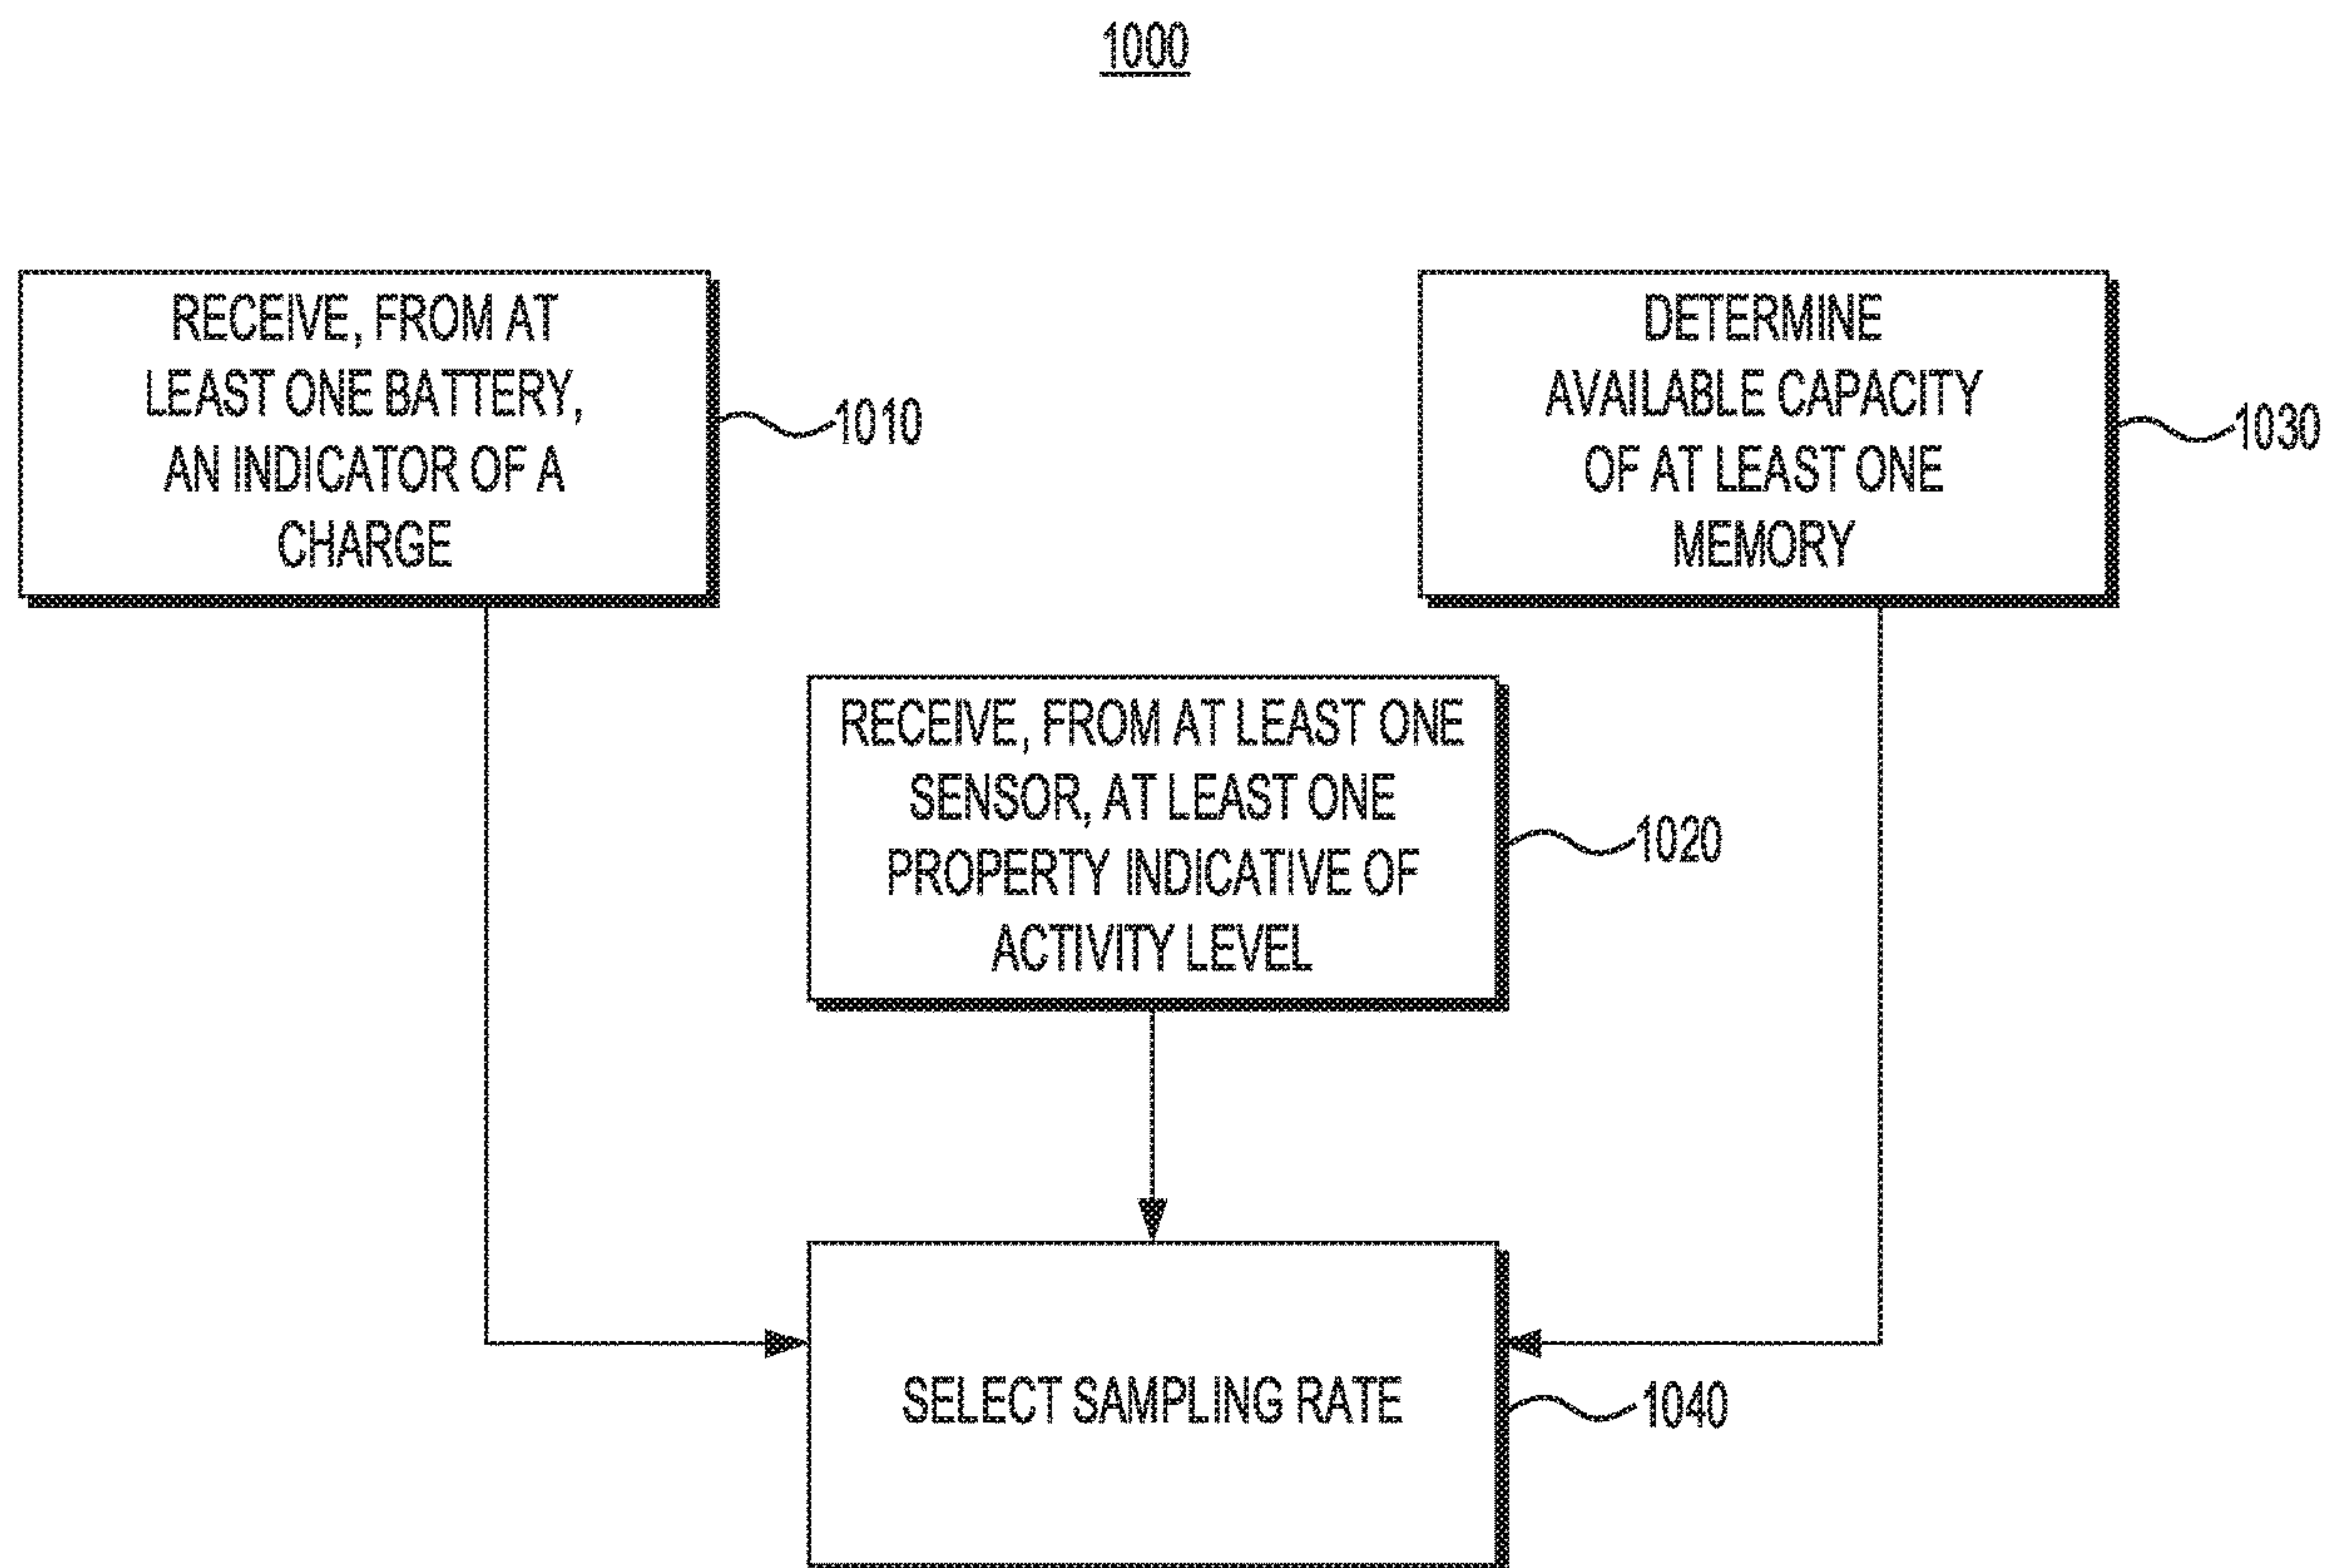 1000
RECEIVE, FROM AT
LEAST ONE BATTERY,
AN INDICATOR OF A
CHARGE
1010
DETERMINE
AVAILABLE CAPACITY
OF AT LEAST ONE
MEMORY
1030
RECEIVE, FROM AT LEAST ONE
SENSOR, AT LEAST ONE
PROPERTY INDICATIVE OF
ACTIVITY LEVEL
1020
SELECT SAMPLING RATE
1040